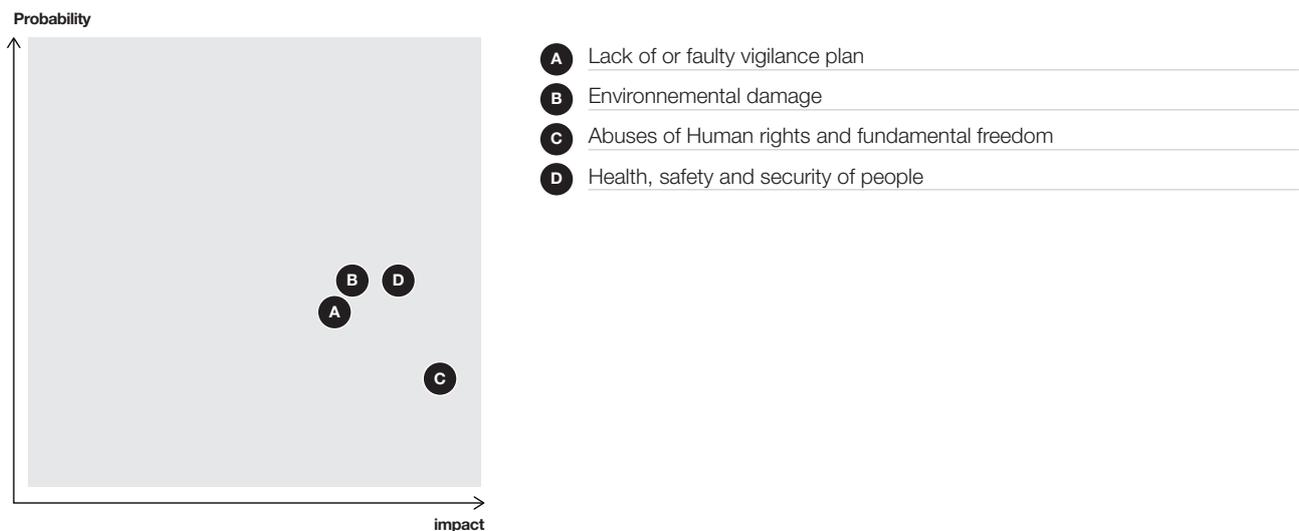 Probability
A Lack of or faulty vigilance plan
B Environnemental damage
C Abuses of Human rights and fundamental freedom
D Health, safety and security of people
B D
A
C
impact